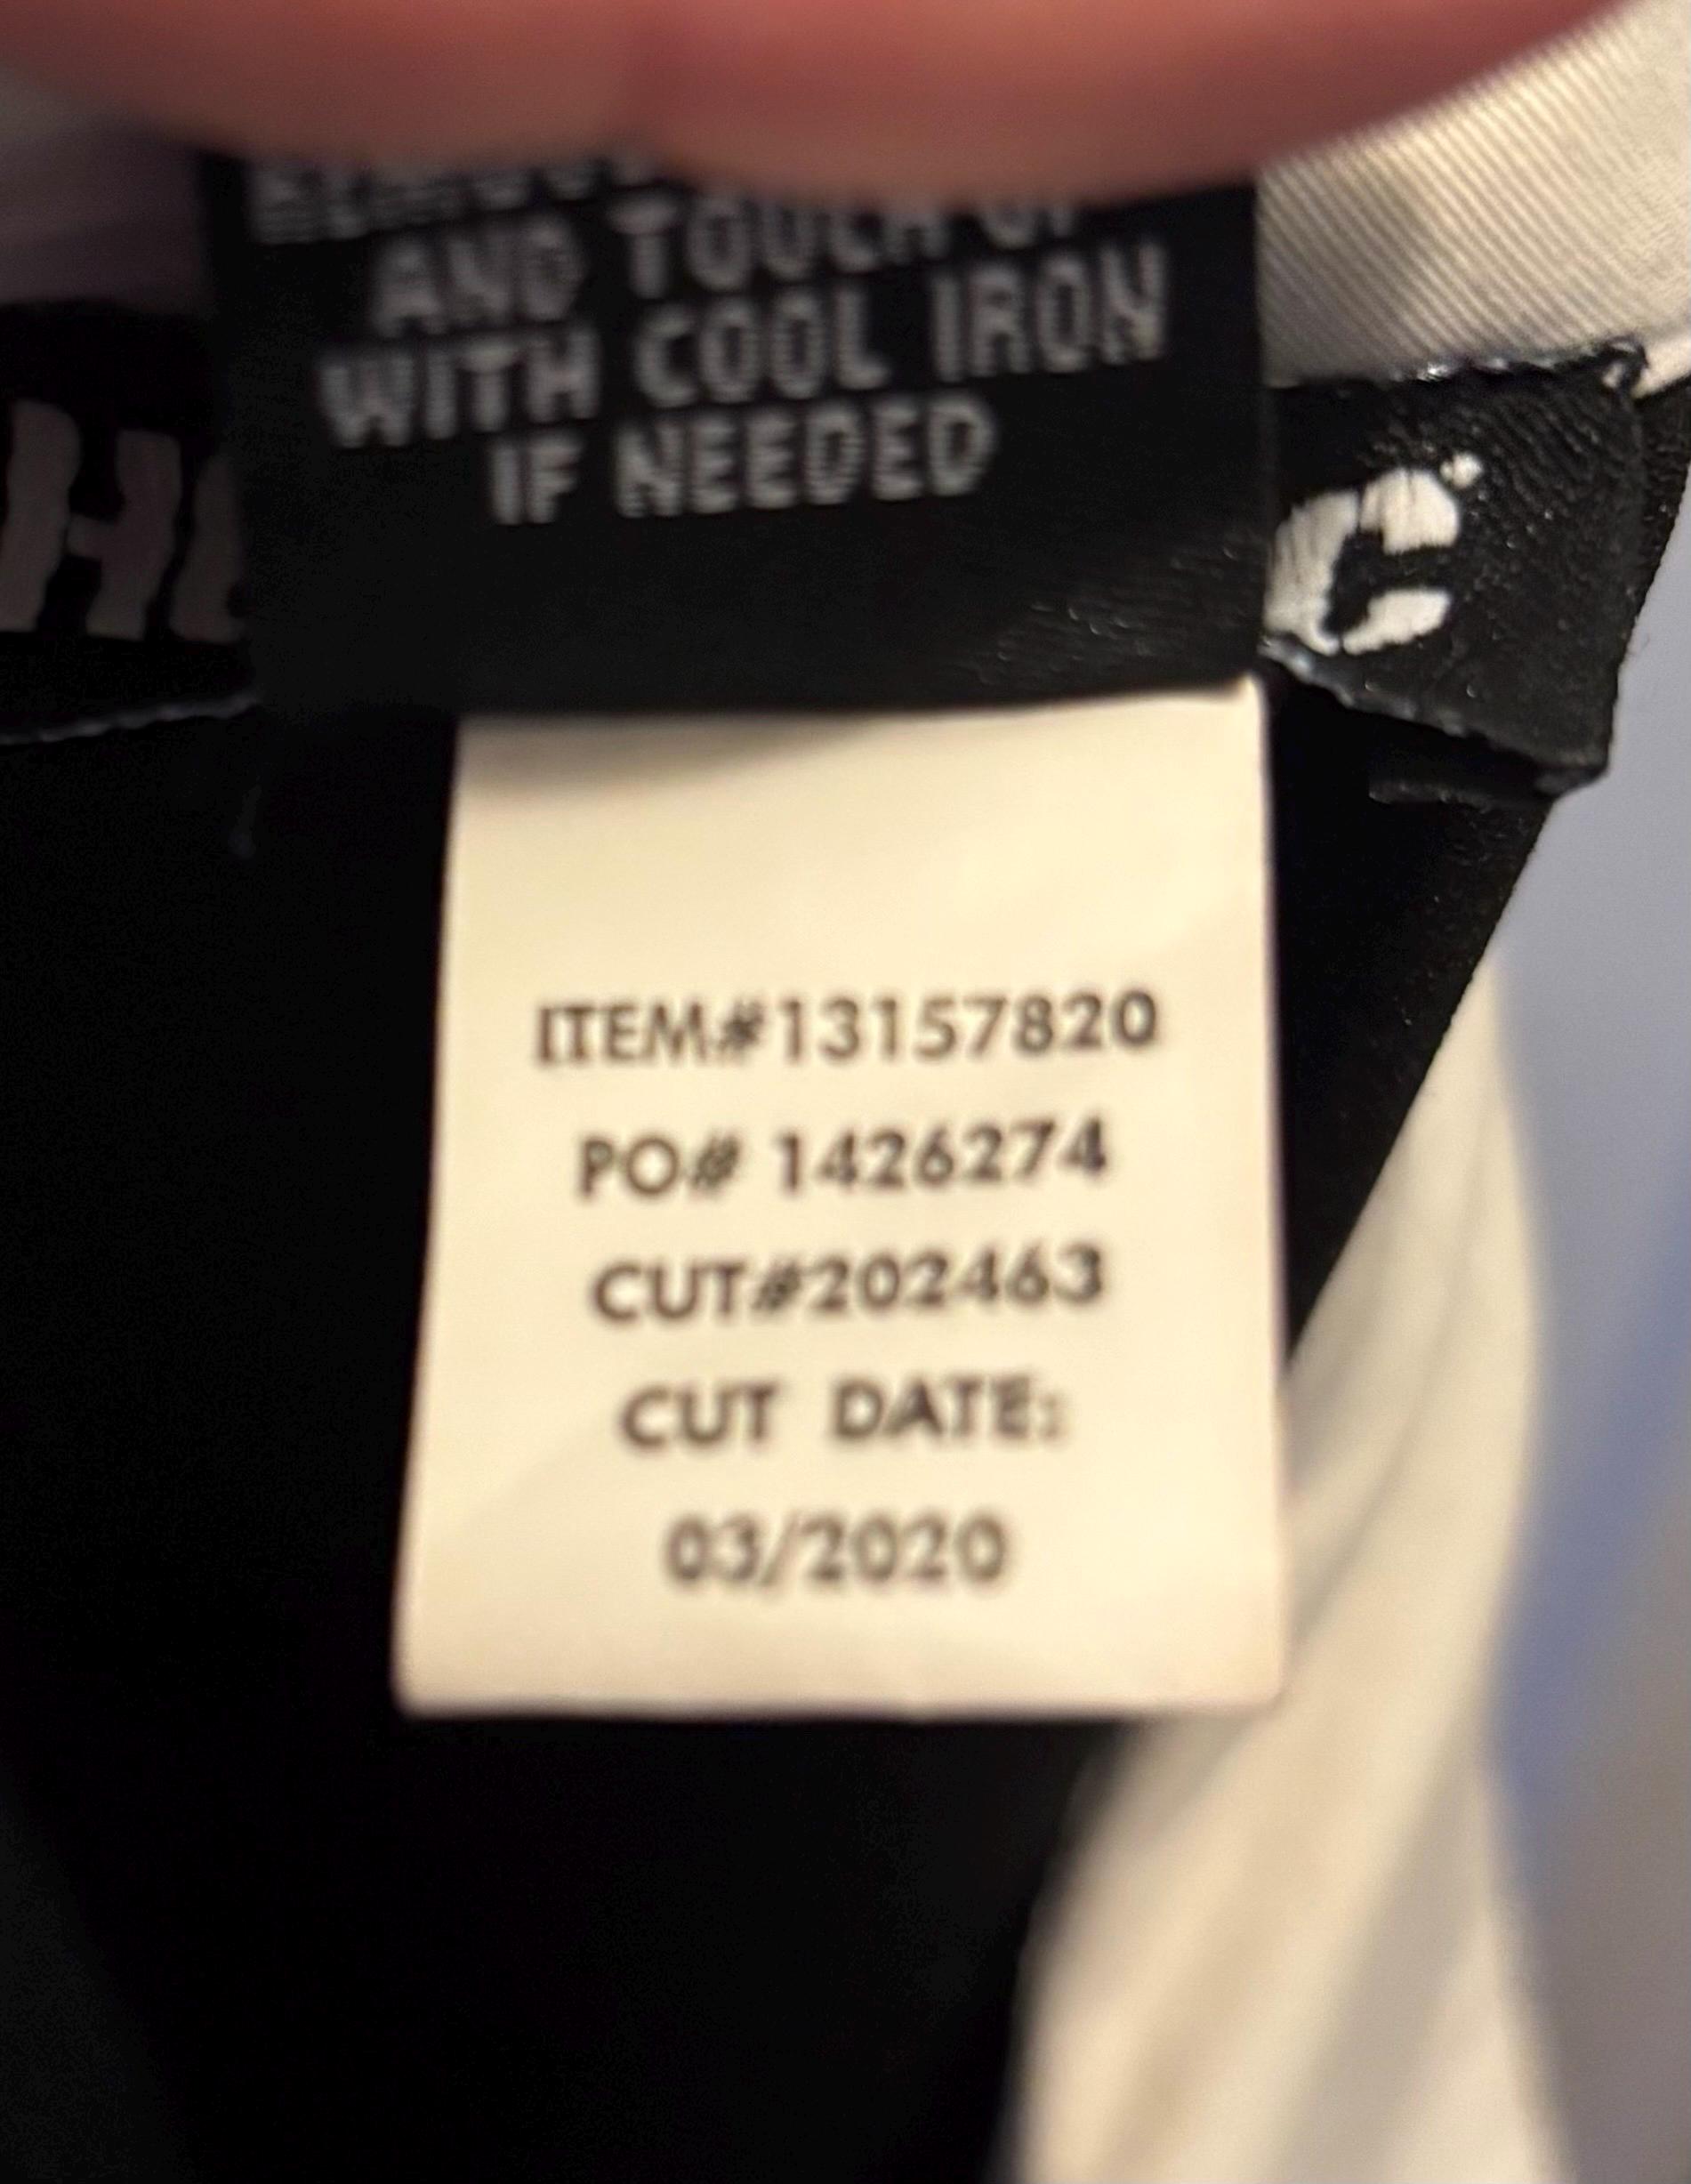 AND TOUCH UP
WITH COOL IRON
IF NEEDED
C
ITEM#13157820
PO# 1426274
CUT#202463
CUT DATE:
03/2020